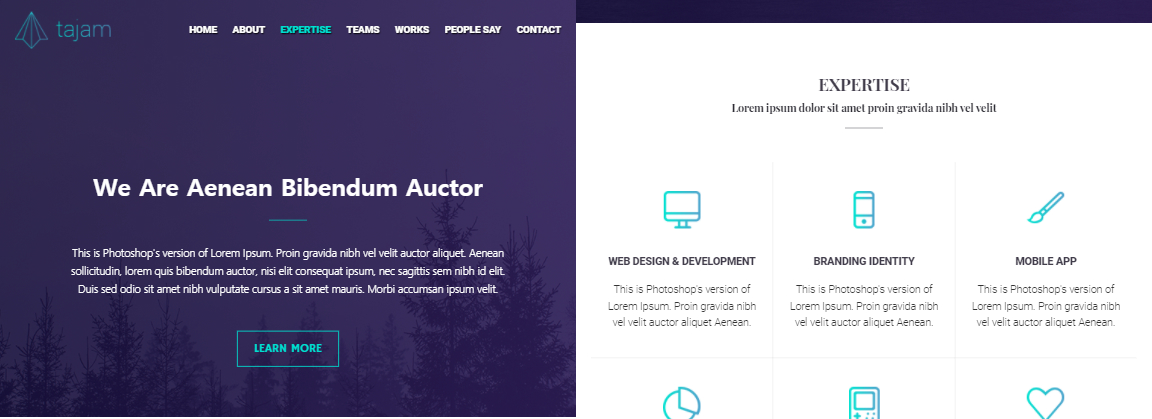 tajam
HOME ABOUT EXPERTISE TEAMS WORKS PEOPLE SAY CONTACT
We Are Aenean Bibendum Auctor
This is Photoshop's version of Lorem Ipsum. Proin gravida nibh vel velit auctor aliquet. Aenean
sollicitudin, lorem quis bibendum auctor, nisi elit consequat ipsum, nec sagittis sem nibh id elit.
Duis sed odio sit amet nibh vulputate cursus a sit amet mauris. Morbi accumsan ipsum velit.
LEARN MORE
EXPERTISE
Lorem ipsum dolor sit amet proin gravida nibh vel velit
WEB DESIGN & DEVELOPMENT
This is Photoshop's version of
Lorem Ipsum. Proin gravida nibh
vel velit auctor aliquet Aenean.
BRANDING IDENTITY
This is Photoshop's version of
Lorem Ipsum. Proin gravida nibh
vel velit auctor aliquet Aenean.
MOBILE APP
This is Photoshop's version of
Lorem Ipsum. Proin gravida nibh
vel velit auctor aliquet Aenean.